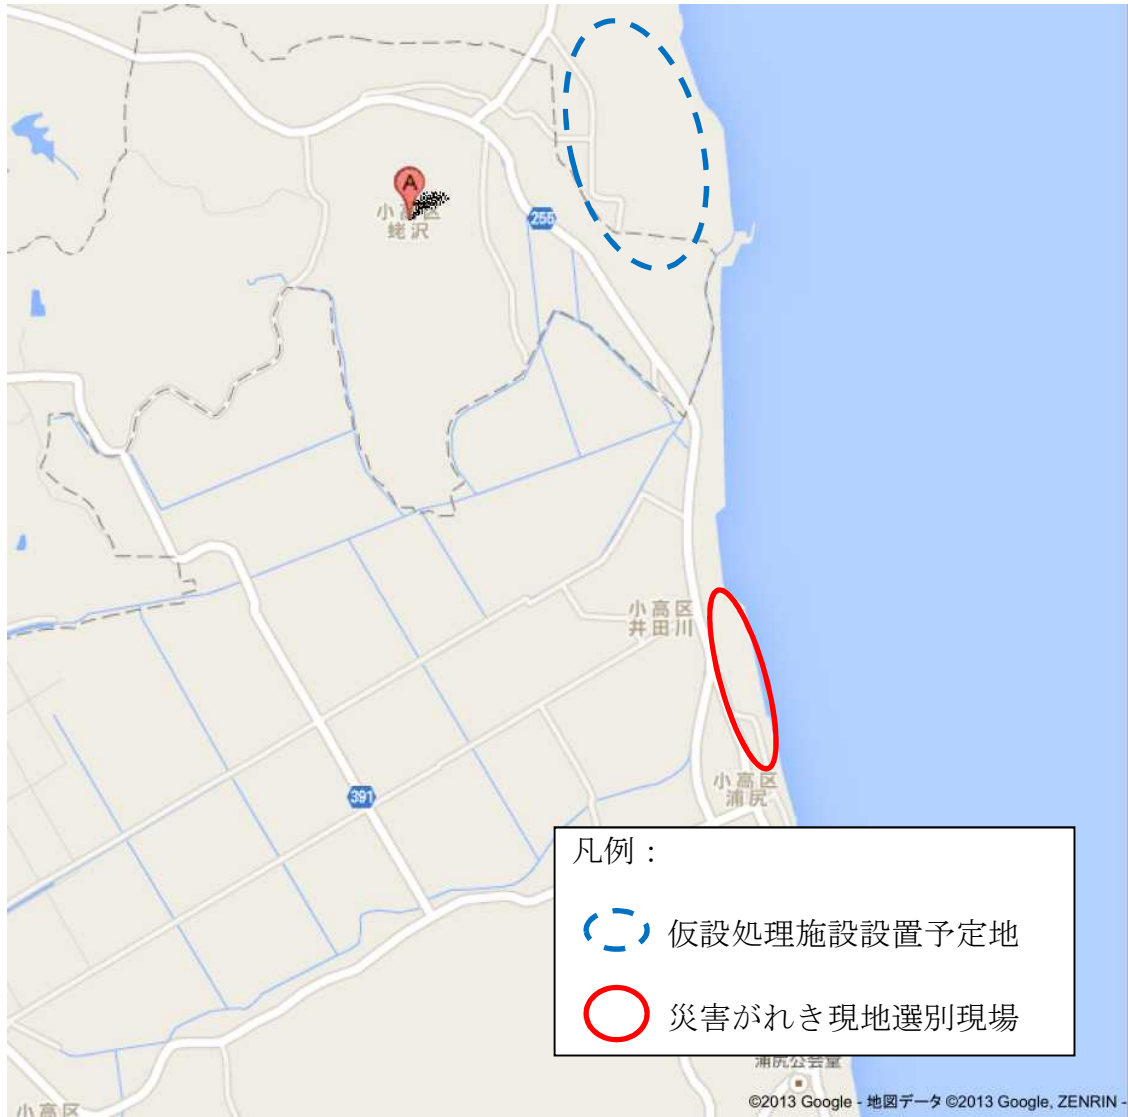 A
小高区
蛯沢
255
小高区
井田川
小高区
浦尻
391
凡例：
仮設処理施設設置予定地
災害がれき現地選別現場
浦尻公会堂
小高区
©2013 Google - 地図データ ©2013 Google, ZENRIN -